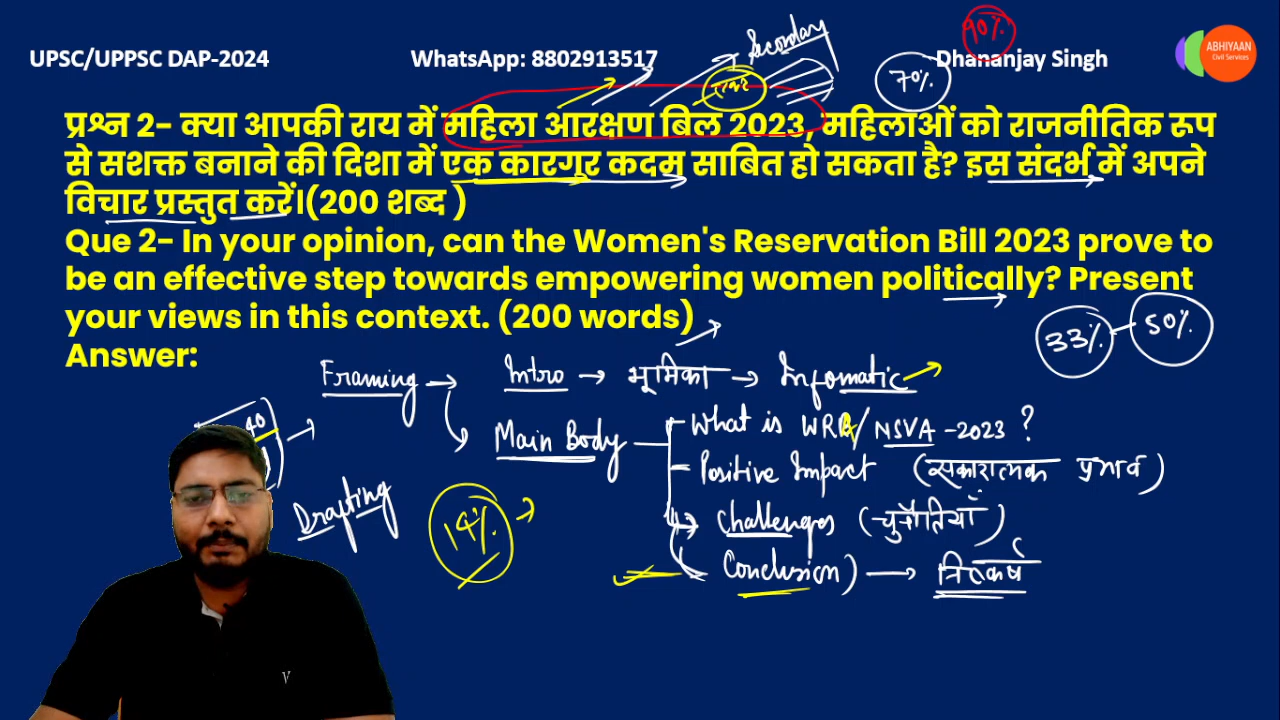 90%
UPSC/UPPSC DAP-2024 WhatsApp: 8802913517 Dhananjay Singh
ABHIYAAN
Civil Services
Secondary
70%
प्रश्न 2- क्या आपकी राय में महिला आरक्षण बिल 2023, महिलाओं को राजनीतिक रूप
से सशक्त बनाने की दिशा में एक कारगर कदम साबित हो सकता है? इस संदर्भ में अपने
विचार प्रस्तुत करें।(200 शब्द )
Que 2- In your opinion, can the Women's Reservation Bill 2023 prove to
be an effective step towards empowering women politically? Present
your views in this context. (200 words)
33% 50%
Answer:
Framing Intro भूमिका Informatic
40
Main Body What is WRB/NSVA-2023 ?
Positive Impact (सकारात्मक प्रभाव)
Drafting 14% Challenges (चुनौतियाँ)
Conclusion)
V